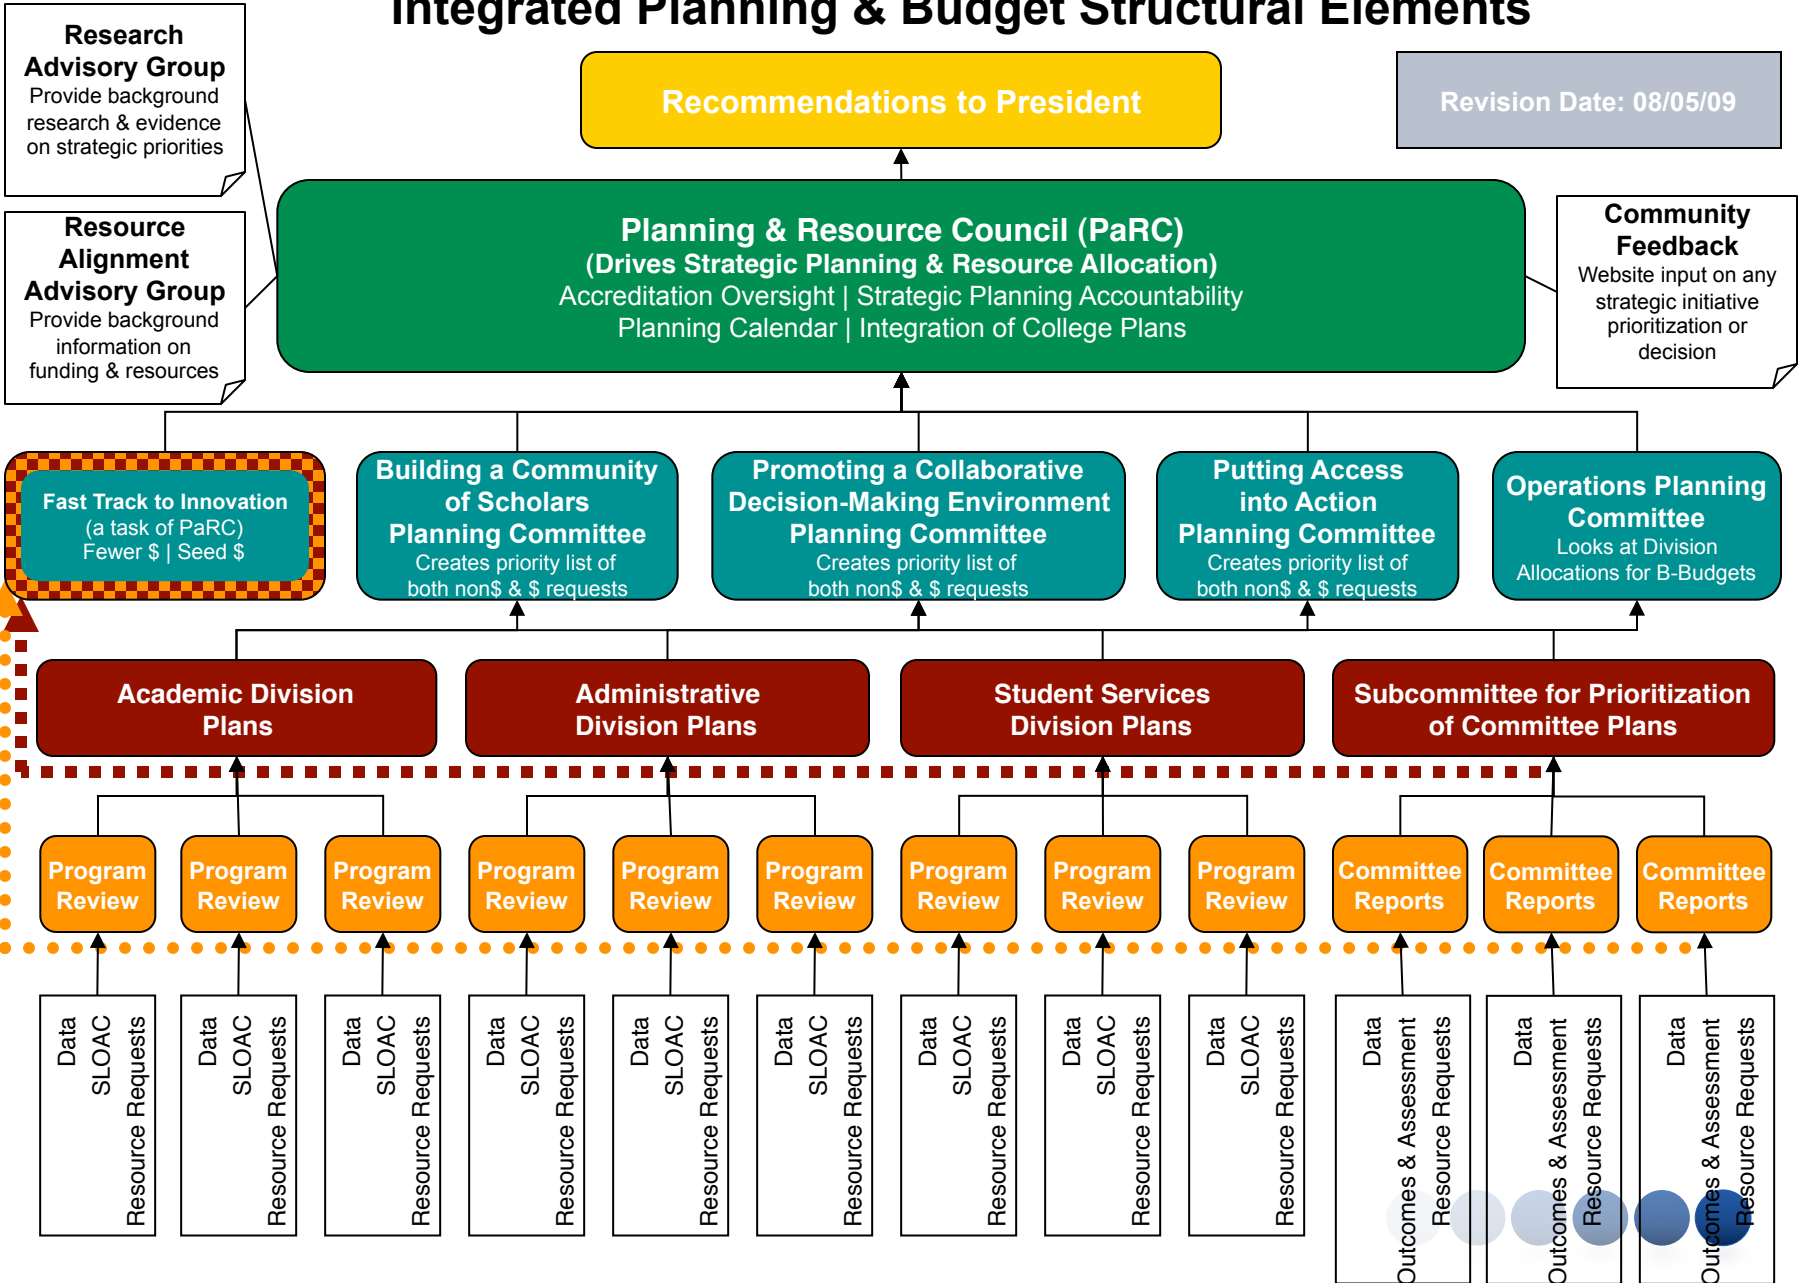 Integrated Planning & Budget Structural Elements
Research
Advisory Group
Provide background
research & evidence
on strategic priorities
Recommendations to President
Revision Date: 08/05/09
Resource
Alignment
Advisory Group
Provide background
information on
funding & resources
Planning & Resource Council (PaRC)
(Drives Strategic Planning & Resource Allocation)
Accreditation Oversight | Strategic Planning Accountability
Planning Calendar | Integration of College Plans
Community
Feedback
Website input on any
strategic initiative
prioritization or
decision
Fast Track to Innovation
(a task of PaRC)
Fewer $ | Seed $
Building a Community
of Scholars
Planning Committee
Creates priority list of
both non$ & $ requests
Promoting a Collaborative
Decision-Making Environment
Planning Committee
Creates priority list of
both non$ & $ requests
Putting Access
into Action
Planning Committee
Creates priority list of
both non$ & $ requests
Operations Planning
Committee
Looks at Division
Allocations for B-Budgets
Academic Division
Plans
Administrative
Division Plans
Student Services
Division Plans
Subcommittee for Prioritization
of Committee Plans
Program
Review
Program
Review
Program
Review
Program
Review
Program
Review
Program
Review
Program
Review
Program
Review
Program
Review
Committee
Reports
Committee
Reports
Committee
Reports
Data
SLOAC
Resource Requests
Data
SLOAC
Resource Requests
Data
SLOAC
Resource Requests
Data
SLOAC
Resource Requests
Data
SLOAC
Resource Requests
Data
SLOAC
Resource Requests
Data
SLOAC
Resource Requests
Data
SLOAC
Resource Requests
Data
SLOAC
Resource Requests
Data
Outcomes & Assessment
Resource Requests
Data
Outcomes & Assessment
Resource Requests
Data
Outcomes & Assessment
Resource Requests